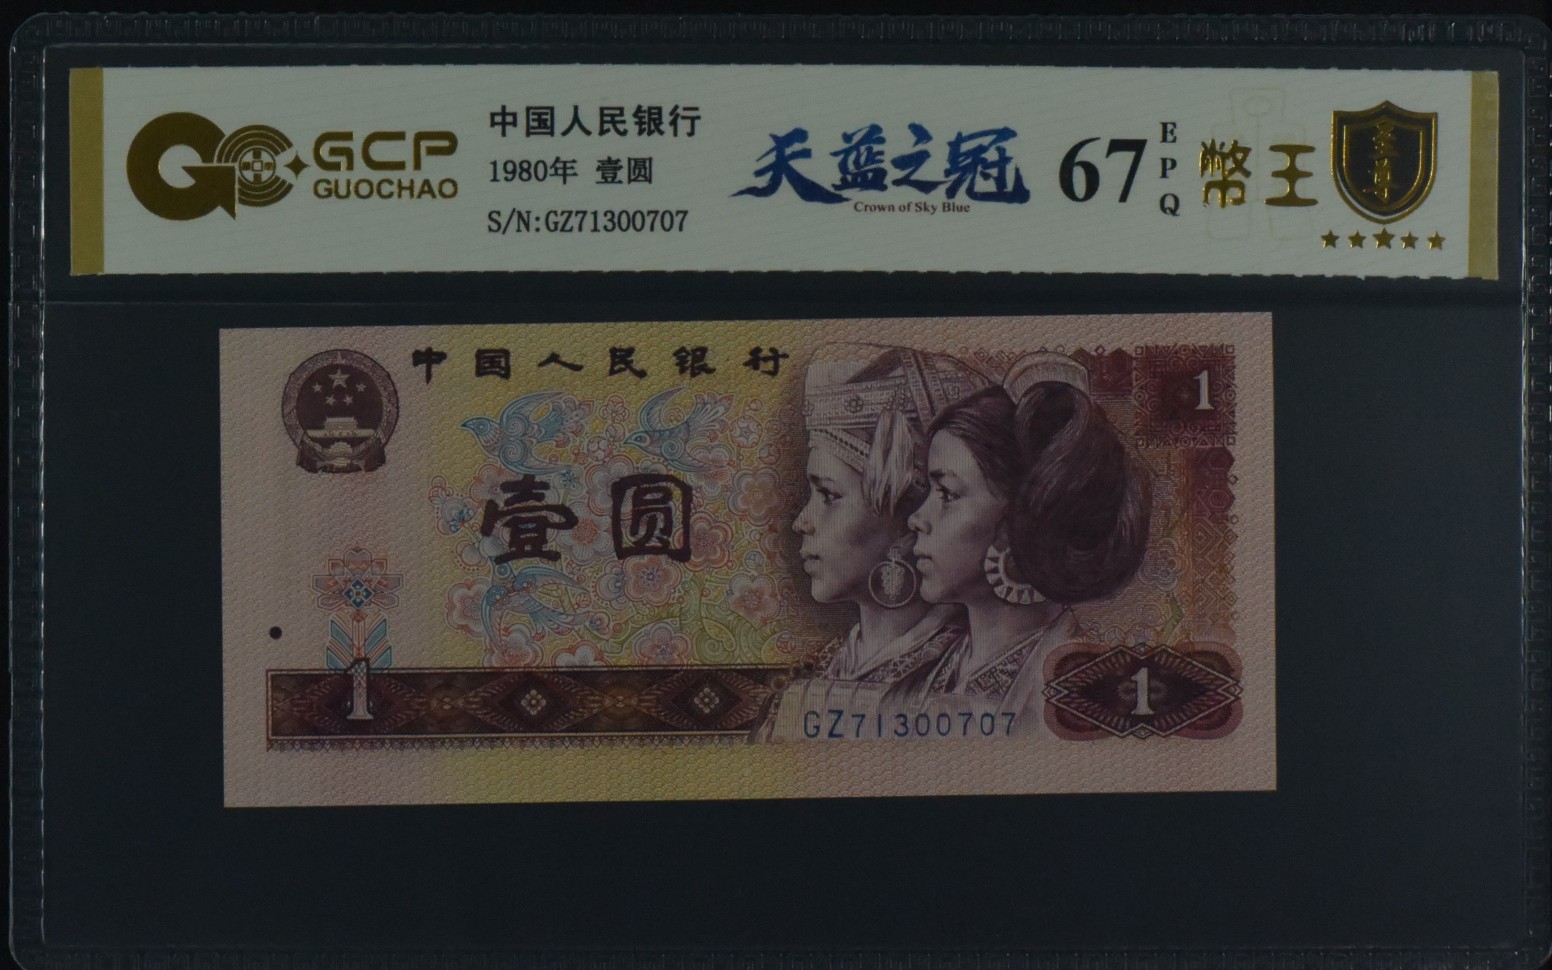 GCP
GUOCHAO
中国人民银行
1980年 壹圆
S/N:GZ71300707
天蓝之冠
Crown of Sky Blue
67
EPQ
幣王
至尊
中国人民银行
1
壹圆
1
GZ71300707
1